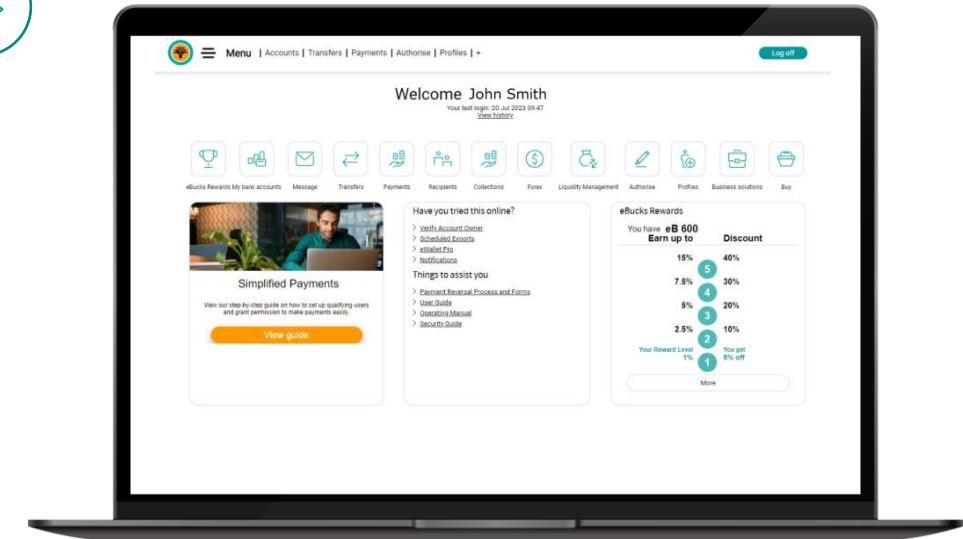 Menu | Accounts | Transfers | Payments | Authorise | Profiles | +
Log off
Welcome John Smith
Your last login: 20 Jul 2023 09:47
View history
eBucks Rewards My bank accounts Message Transfers Payments Recipients Collections Forex Liquidity Management Authorise Profiles Business solutions Buy
Simplified Payments
View our step-by-step guide on how to set up qualifying users
and grant permission to make payments easily.
View guide
Have you tried this online?
> Verify Account Owner
> Scheduled Exports
> eWallet Pro
> Notifications
Things to assist you
> Payment Reversal Process and Forms
> User Guide
> Operating Manual
> Security Guide
eBucks Rewards
You have eB 600
Earn up to Discount
15% 40%
5
7.5% 30%
4
5% 20%
3
2.5% 10%
2
Your Reward Level You get
1% 5% off
1
More